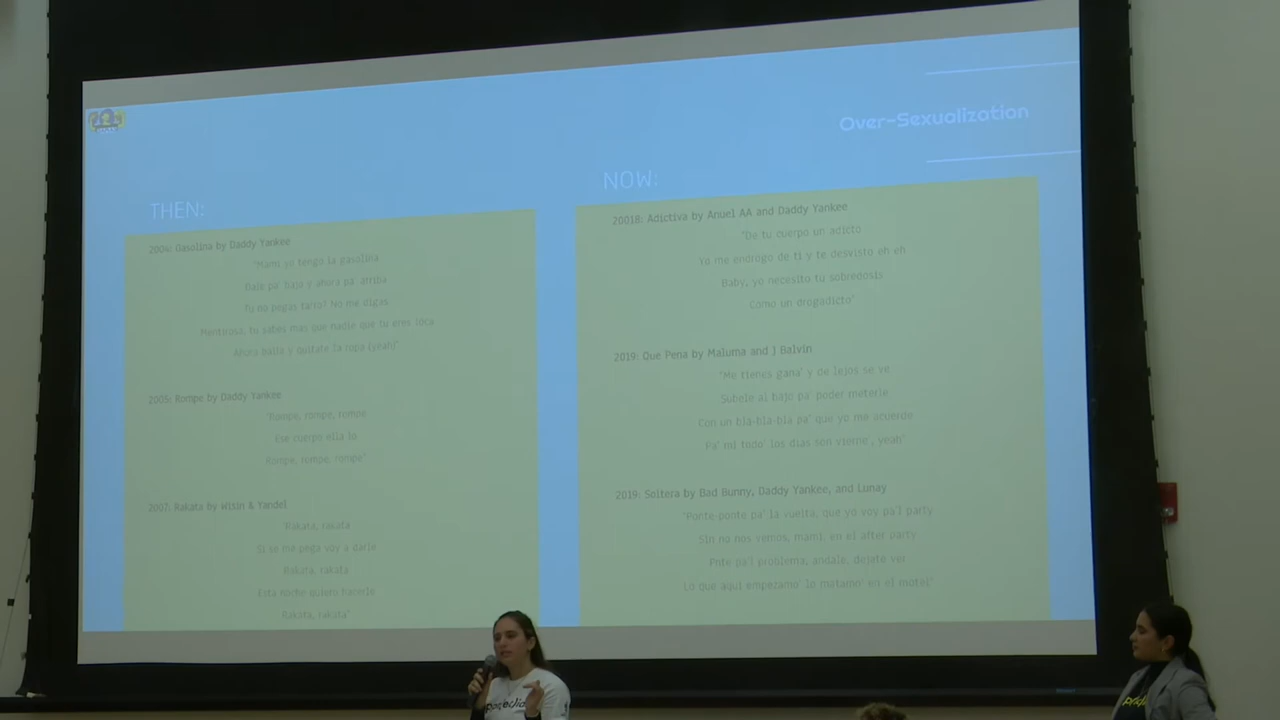 Over-Sexualization
THEN:
2004: Gasolina by Daddy Yankee
"Mami yo tengo la gasolina
Dale pa' bajo y ahora pa' arriba
Tu no pegas tarro? No me digas
Mentirosa, tu sabes mas que nadie que tu eres loca
Ahora baila y quitate la ropa (yeah)"
2005: Rompe by Daddy Yankee
"Rompe, rompe, rompe
Ese cuerpo ella lo
Rompe, rompe, rompe"
2007: Rakata by Wisin & Yandel
"Rakata, rakata
Si se me pega voy a darle
Rakata, rakata
Esta noche quiero hacerle
Rakata, rakata"
NOW:
20018: Adictiva by Anuel AA and Daddy Yankee
"De tu cuerpo un adicto
Yo me endrogo de ti y te desvisto eh eh
Baby, yo necesito tu sobredosis
Como un drogadicto"
2019: Que Pena by Maluma and J Balvin
"Me tienes gana' y de lejos se ve
Subele al bajo pa' poder meterle
Con un bla-bla-bla pa' que yo me acuerde
Pa' mi todo' los dias son vierne', yeah"
2019: Soltera by Bad Bunny, Daddy Yankee, and Lunay
"Ponte-ponte pa' la vuelta, que yo voy pa'l party
Sin no nos vemos, mami, en el after party
Pnte pa'l problema, andale, dejate ver
Lo que aqui empezamo' lo matamo' en el motel"